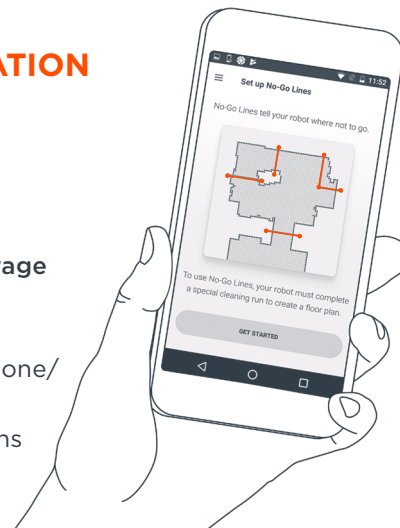 ATION
11:52
Set up No-Go Lines
No-Go Lines tell your robot where not to go.
rage
To use No-Go Lines, your robot must complete
a special cleaning run to create a floor plan.
one/
GET STARTED
ns